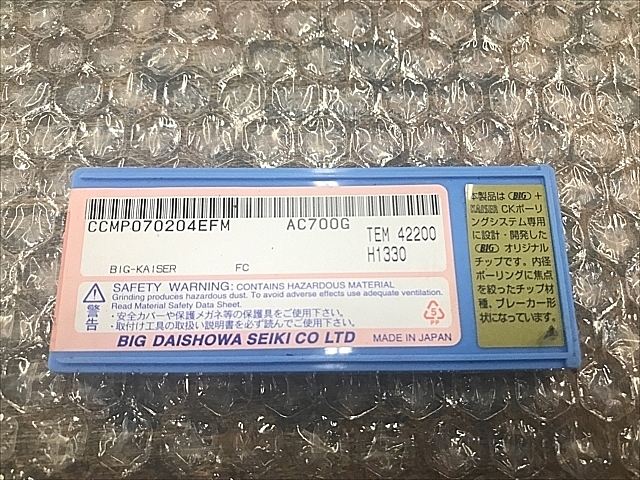 CCMP070204EFM AC700G
TEM 42200
H1330
BIG-KAISER FC
SAFETY WARNING: CONTAINS HAZARDOUS MATERIAL
Grinding produces hazardous dust. To avoid adverse effects use adequate ventilation.
Read Material Safety Data Sheet.
警告
・安全カバーや保護メガネ等の保護具をご使用下さい。
・取付け工具の取扱い説明書を必ず読んでご使用下さい。
5
PP
BIG DAISHOWA SEIKI CO LTD MADE IN JAPAN
本製品は BIG +
KAISER CKボーリ
ングシステム専用
に設計・開発した
BIG オリジナル
チップです。内径
ボーリングに焦点
を絞ったチップ材
種、ブレーカー形
状になっています。